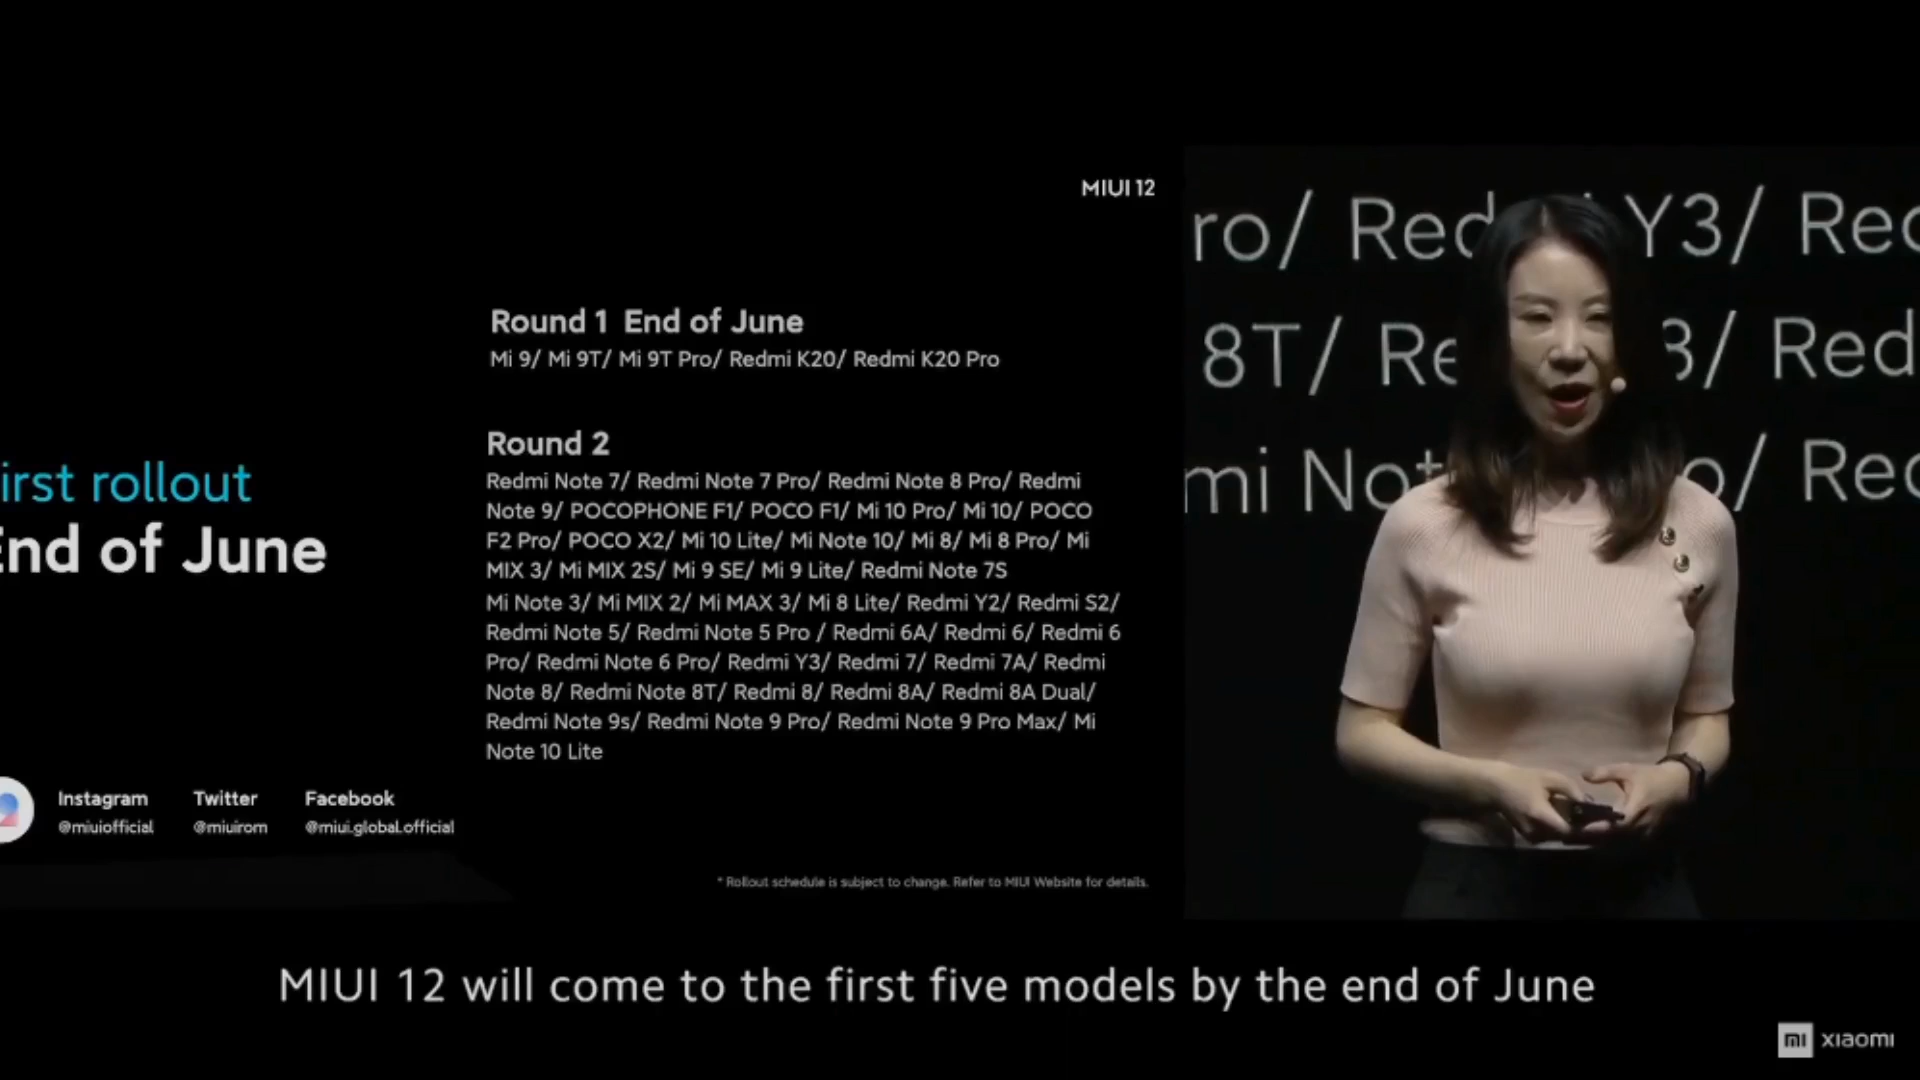 MIUI 12
irst rollout
End of June
Round 1 End of June
Mi 9/ Mi 9T/ Mi 9T Pro/ Redmi K20/ Redmi K20 Pro
Round 2
Redmi Note 7/ Redmi Note 7 Pro/ Redmi Note 8 Pro/ Redmi
Note 9/ POCOPHONE F1/ POCO F1/ Mi 10 Pro/ Mi 10/ POCO
F2 Pro/ POCO X2/ Mi 10 Lite/ Mi Note 10/ Mi 8/ Mi 8 Pro/ Mi
MIX 3/ Mi MIX 2S/ Mi 9 SE/ Mi 9 Lite/ Redmi Note 7S
Mi Note 3/ Mi MIX 2/ Mi MAX 3/ Mi 8 Lite/ Redmi Y2/ Redmi S2/
Redmi Note 5/ Redmi Note 5 Pro / Redmi 6A/ Redmi 6/ Redmi 6
Pro/ Redmi Note 6 Pro/ Redmi Y3/ Redmi 7/ Redmi 7A/ Redmi
Note 8/ Redmi Note 8T/ Redmi 8/ Redmi 8A/ Redmi 8A Dual/
Redmi Note 9s/ Redmi Note 9 Pro/ Redmi Note 9 Pro Max/ Mi
Note 10 Lite
Instagram Twitter Facebook
@miuiofficial @miuirom @miui.global.official
* Rollout schedule is subject to change. Refer to MIUI Website for details.
ro/ Red Y3/ Red
8T/ Re 8/ Red
mi Not o/ Red
MIUI 12 will come to the first five models by the end of June
mi xiaomi